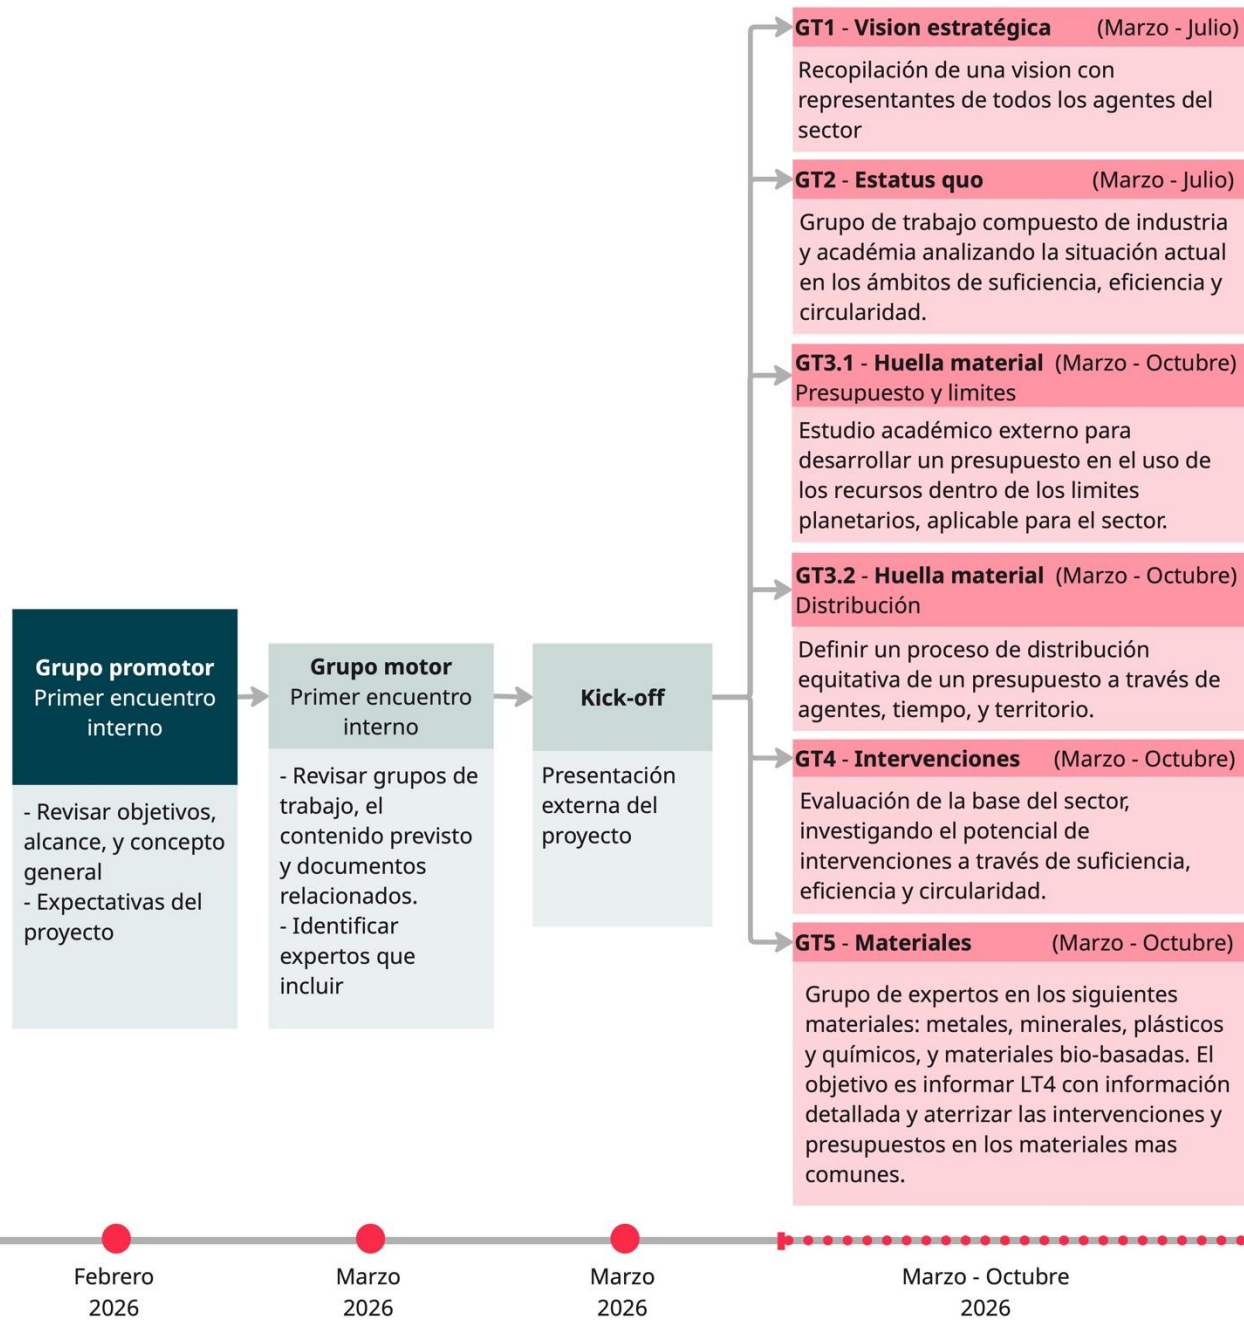 GT1 - Vision estratégica (Marzo - Julio)
Recopilación de una vision con
representantes de todos los agentes del
sector
GT2 - Estatus quo (Marzo - Julio)
Grupo de trabajo compuesto de industria
y académia analizando la situación actual
en los ámbitos de suficiencia, eficiencia y
circularidad.
GT3.1 - Huella material (Marzo - Octubre)
Presupuesto y limites
Estudio académico externo para
desarrollar un presupuesto en el uso de
los recursos dentro de los limites
planetarios, aplicable para el sector.
GT3.2 - Huella material (Marzo - Octubre)
Distribución
Definir un proceso de distribución
equitativa de un presupuesto a través de
agentes, tiempo, y territorio.
GT4 - Intervenciones (Marzo - Octubre)
Evaluación de la base del sector,
investigando el potencial de
intervenciones a través de suficiencia,
eficiencia y circularidad.
GT5 - Materiales (Marzo - Octubre)
Grupo de expertos en los siguientes
materiales: metales, minerales, plásticos
y químicos, y materiales bio-basadas. El
objetivo es informar LT4 con información
detallada y aterrizar las intervenciones y
presupuestos en los materiales mas
comunes.
Grupo promotor
Primer encuentro
interno
- Revisar objetivos,
alcance, y concepto
general
- Expectativas del
proyecto
Grupo motor
Primer encuentro
interno
- Revisar grupos de
trabajo, el
contenido previsto
y documentos
relacionados.
- Identificar
expertos que
incluir
Kick-off
Presentación
externa del
proyecto
Febrero
2026
Marzo
2026
Marzo
2026
Marzo - Octubre
2026